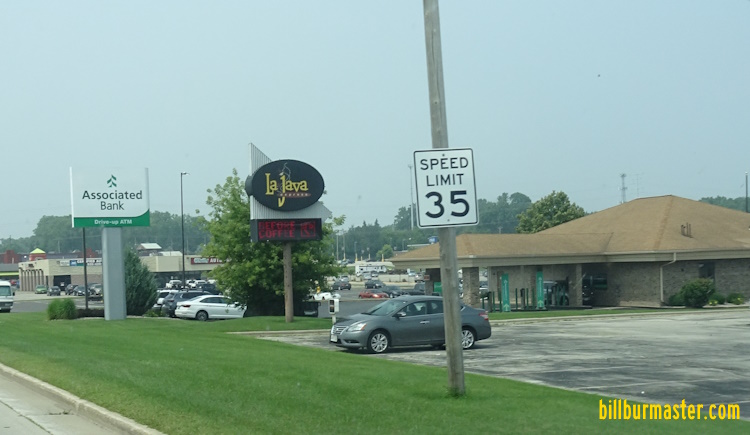 Associated
Bank
Drive-up ATM
La Java
SPEED
LIMIT
35
billburmaster.com